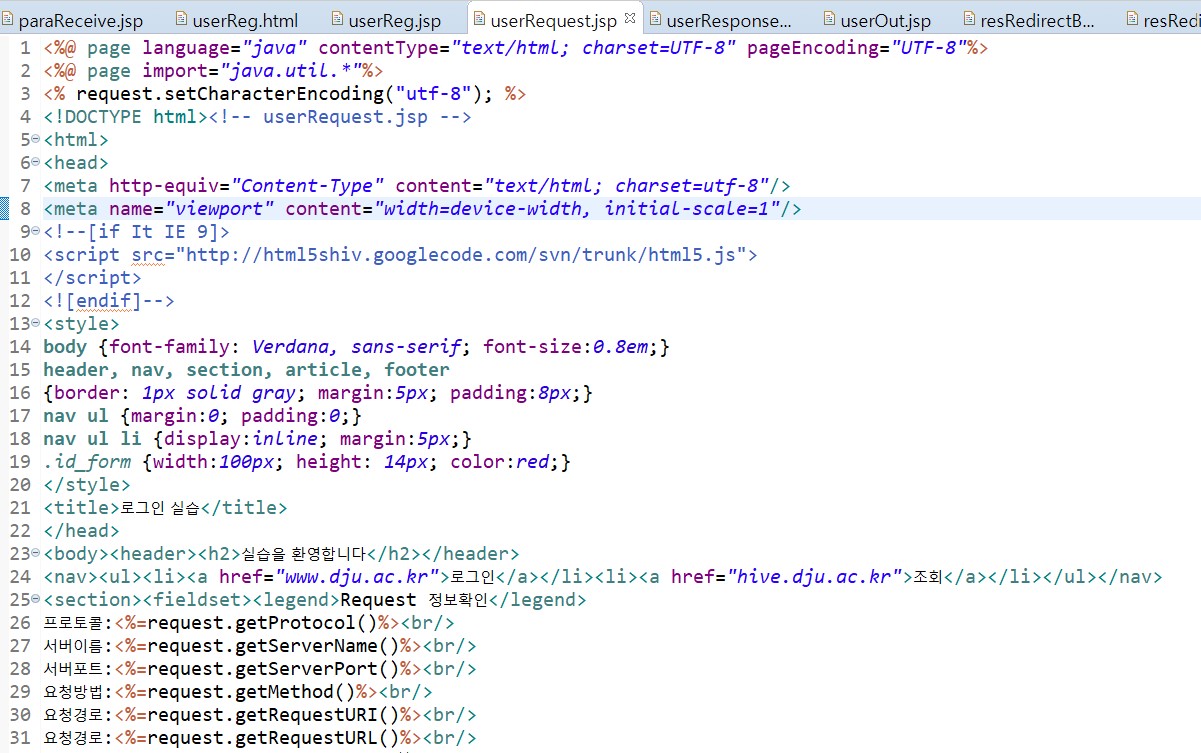 paraReceive.jsp userReg.html userReg.jsp userRequest.jsp userResponse... userOut.jsp resRedirectB... resRedi
1 <%@ page language="java" contentType="text/html; charset=UTF-8" pageEncoding="UTF-8"%>
2 <%@ page import="java.util.*"%>
3 <% request.setCharacterEncoding("utf-8"); %>
4 <!DOCTYPE html><!-- userRequest.jsp -->
5 <html>
6 <head>
7 <meta http-equiv="Content-Type" content="text/html; charset=utf-8"/>
8 <meta name="viewport" content="width=device-width, initial-scale=1"/>
9 <!--[if It IE 9]>
10 <script src="http://html5shiv.googlecode.com/svn/trunk/html5.js">
11 </script>
12 <![endif]-->
13 <style>
14 body {font-family: Verdana, sans-serif; font-size:0.8em;}
15 header, nav, section, article, footer
16 {border: 1px solid gray; margin:5px; padding:8px;}
17 nav ul {margin:0; padding:0;}
18 nav ul li {display:inline; margin:5px;}
19 .id_form {width:100px; height: 14px; color:red;}
20 </style>
21 <title>로그인 실습</title>
22 </head>
23 <body><header><h2>실습을 환영합니다</h2></header>
24 <nav><ul><li><a href="www.dju.ac.kr">로그인</a></li><li><a href="hive.dju.ac.kr">조회</a></li></ul></nav>
25 <section><fieldset><legend>Request 정보확인</legend>
26 프로토콜:<%=request.getProtocol()%><br/>
27 서버이름:<%=request.getServerName()%><br/>
28 서버포트:<%=request.getServerPort()%><br/>
29 요청방법:<%=request.getMethod()%><br/>
30 요청경로:<%=request.getRequestURI()%><br/>
31 요청경로:<%=request.getRequestURL()%><br/>